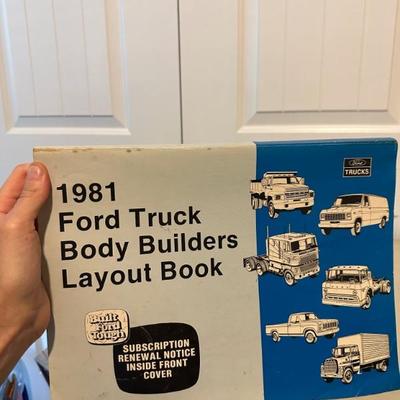 1981
Ford Truck
Body Builders
Layout Book
Ford
TRUCKS
Built
Ford
Tough
SUBSCRIPTION
RENEWAL NOTICE
INSIDE FRONT
COVER